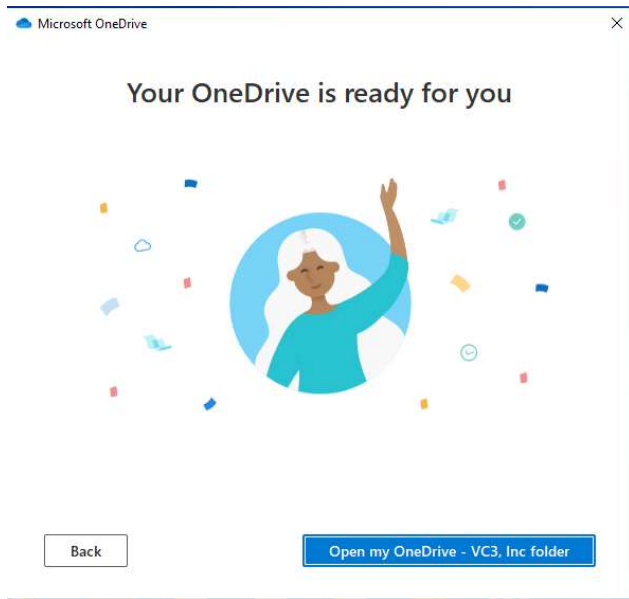 Microsoft OneDrive
Your OneDrive is ready for you
Back
Open my OneDrive - VC3, Inc folder